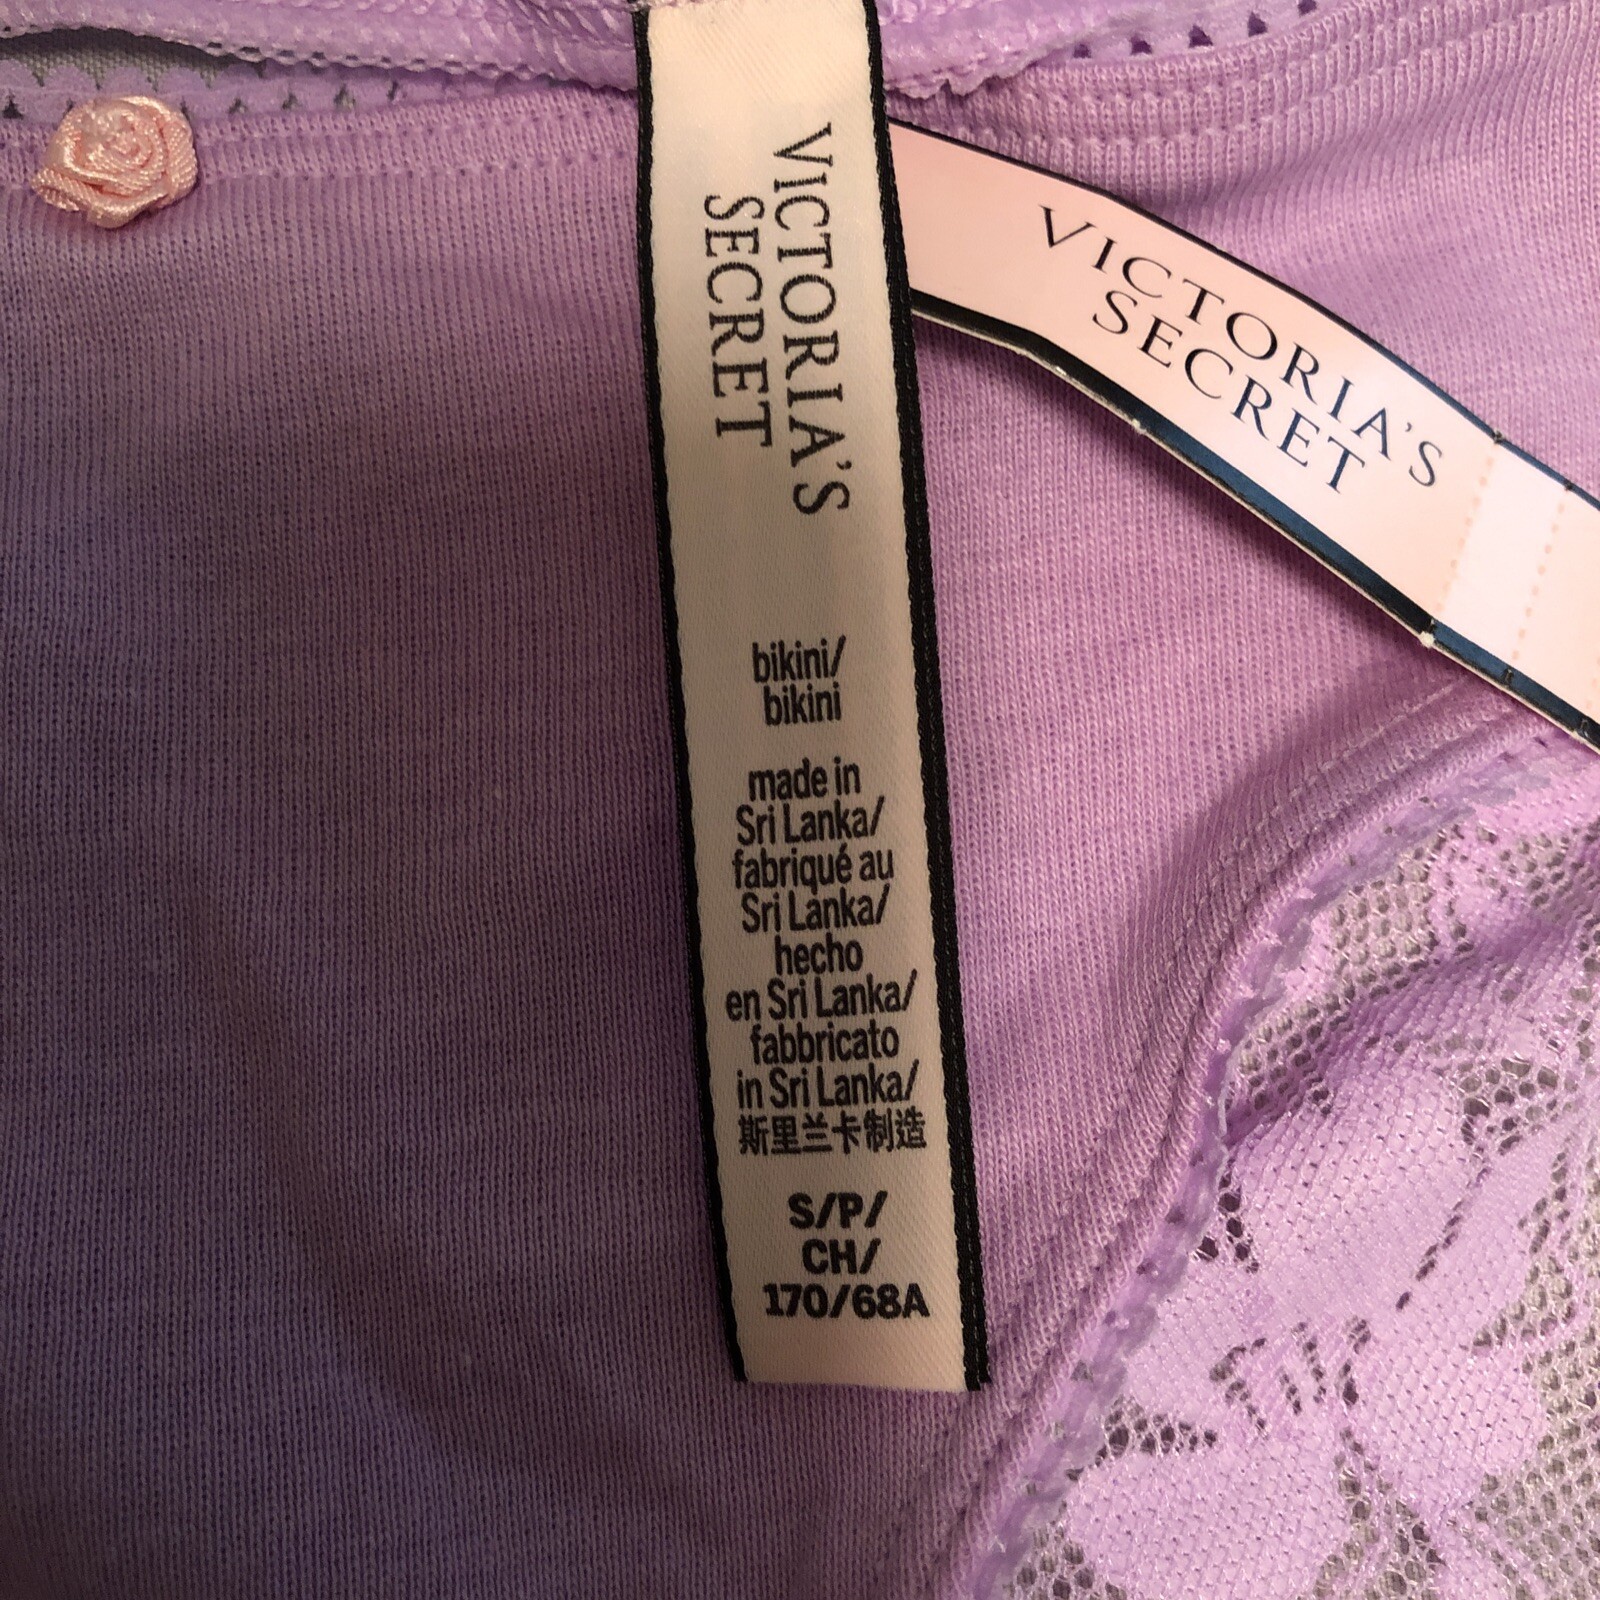 VICTORIA'S
SECRET
bikini/
bikini
made in
Sri Lanka/
fabriqué au
Sri Lanka/
hecho
en Sri Lanka/
fabbricato
in Sri Lanka/
斯里兰卡制造
S/P/
CH/
170/68A
VICTORIA'S
SECRET